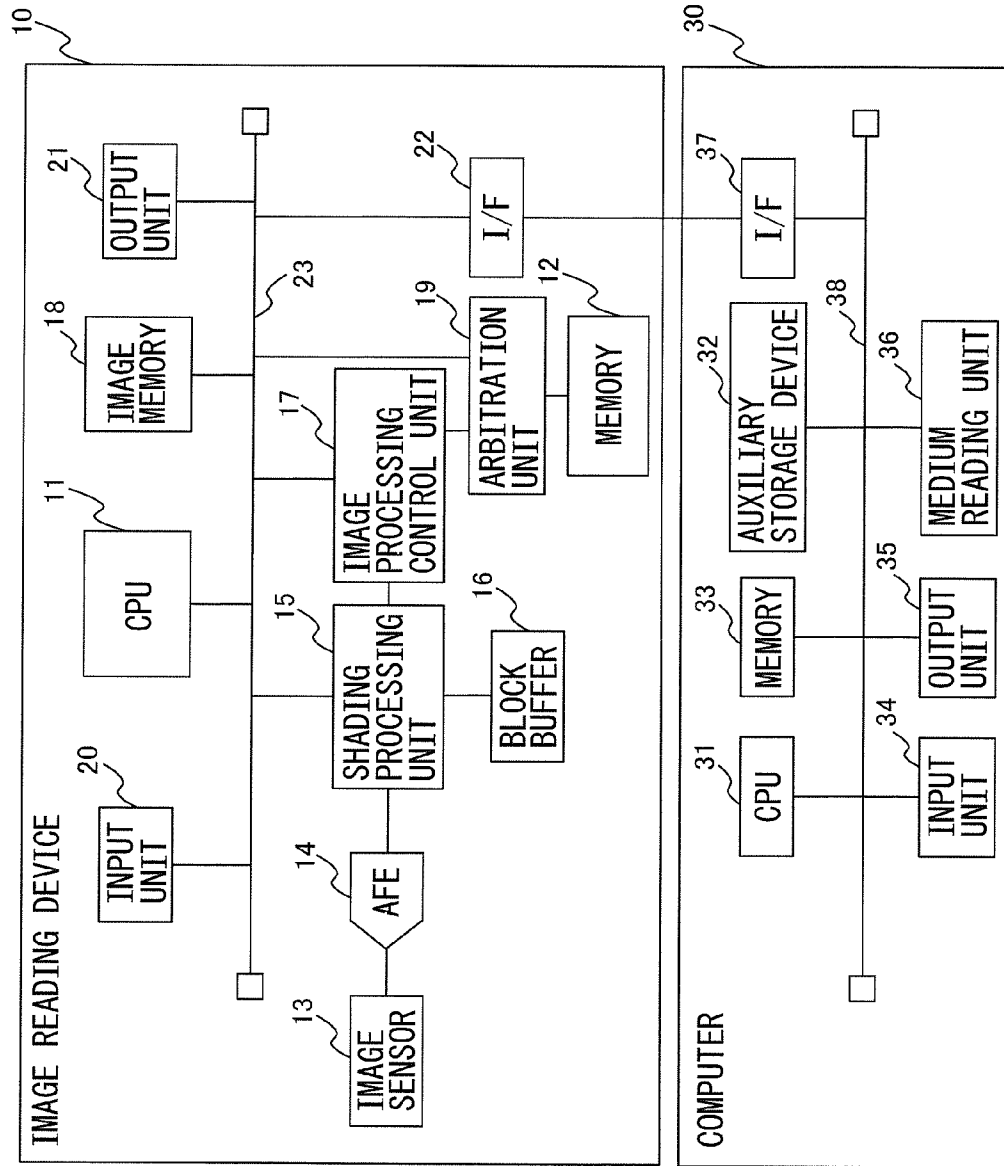 IMAGE READING DEVICE
10
20
INPUT
UNIT
11
CPU
18
IMAGE
MEMORY
21
OUTPUT
UNIT
23
13
IMAGE
SENSOR
14
AFE
15
SHADING
PROCESSING
UNIT
16
BLOCK
BUFFER
17
IMAGE
PROCESSING
CONTROL UNIT
19
ARBITRATION
UNIT
12
MEMORY
22
I/F
COMPUTER
30
31
CPU
33
MEMORY
32
AUXILIARY
STORAGE DEVICE
37
I/F
38
34
INPUT
UNIT
35
OUTPUT
UNIT
36
MEDIUM
READING UNIT